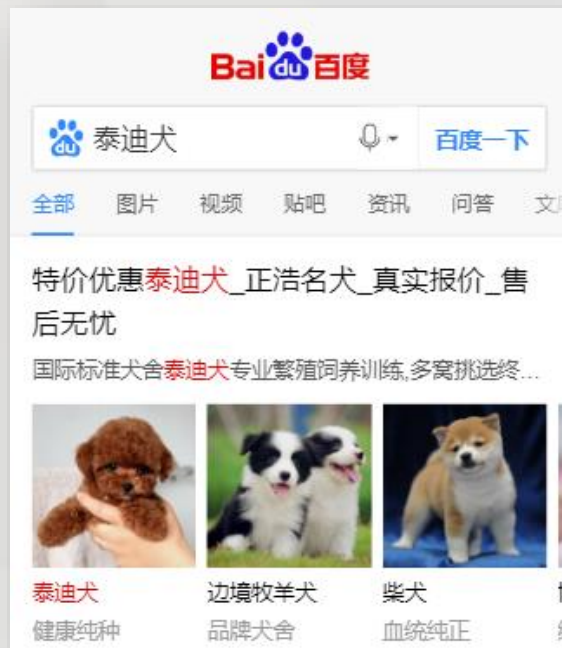 Bai du 百度
du 泰迪犬 百度一下
全部 图片 视频 贴吧 资讯 问答 文
特价优惠泰迪犬_正浩名犬_真实报价_售
后无忧
国际标准犬舍泰迪犬专业繁殖饲养训练,多窝挑选终...
泰迪犬 边境牧羊犬 柴犬
健康纯种 品牌犬舍 血统纯正